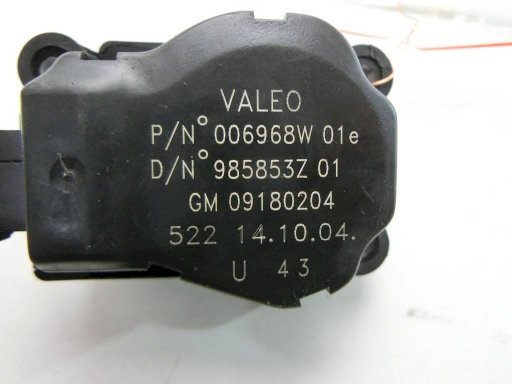 VALEO
P/N° 006968W 01e
D/N° 985853Z 01
GM 09180204
522 14.10.04.
U 43